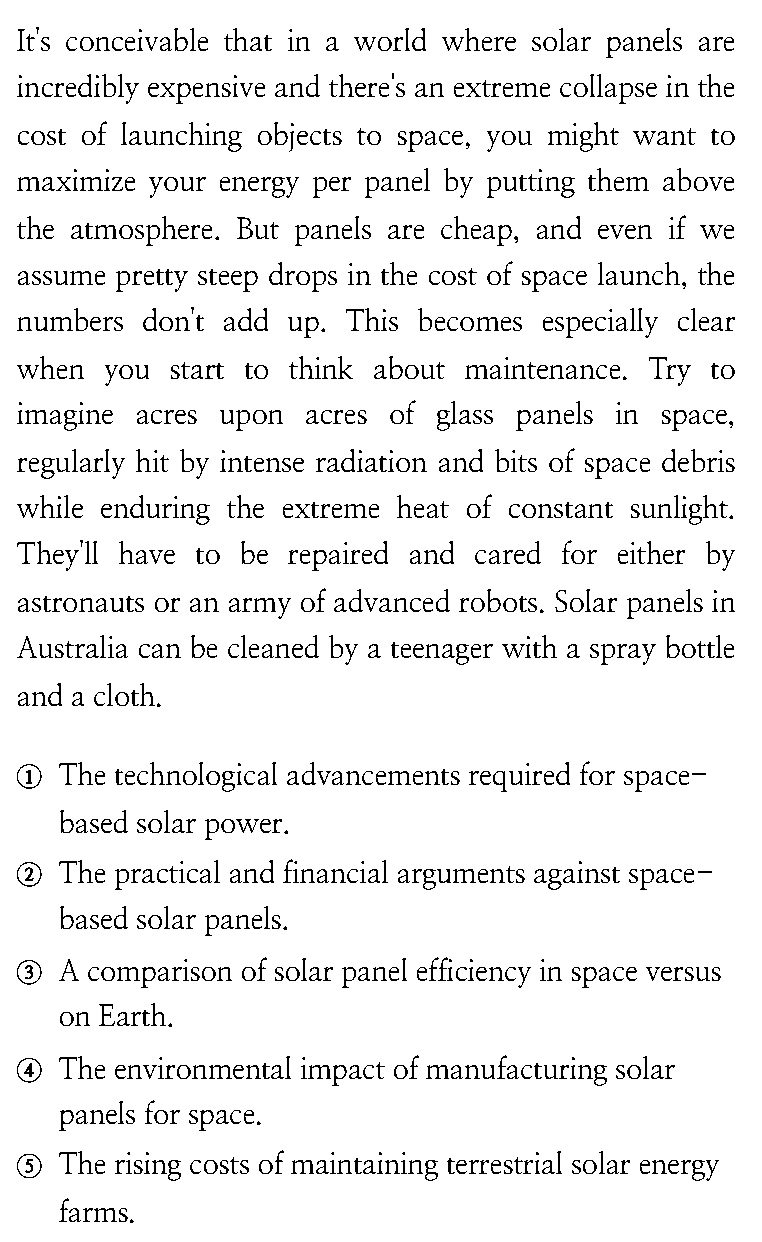 It's conceivable that in a world where solar panels are
incredibly expensive and there's an extreme collapse in the
cost of launching objects to space, you might want to
maximize your energy per panel by putting them above
the atmosphere. But panels are cheap, and even if we
assume pretty steep drops in the cost of space launch, the
numbers don't add up. This becomes especially clear
when you start to think about maintenance. Try to
imagine acres upon acres of glass panels in space,
regularly hit by intense radiation and bits of space debris
while enduring the extreme heat of constant sunlight.
They'll have to be repaired and cared for either by
astronauts or an army of advanced robots. Solar panels in
Australia can be cleaned by a teenager with a spray bottle
and a cloth.
① The technological advancements required for space-
based solar power.
② The practical and financial arguments against space-
based solar panels.
③ A comparison of solar panel efficiency in space versus
on Earth.
④ The environmental impact of manufacturing solar
panels for space.
⑤ The rising costs of maintaining terrestrial solar energy
farms.